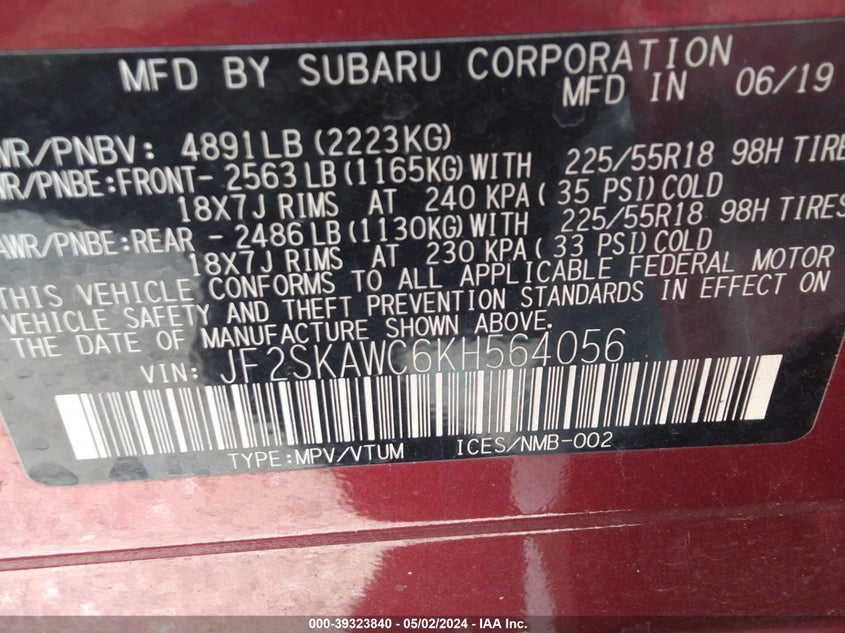 MFD BY SUBARU CORPORATION
MFD IN 06/19
WR/PNBV: 4891LB (2223KG)
WR/PNBE:FRONT- 2563 LB (1165KG) WITH 225/55R18 98H TIRE
18X7J RIMS AT 240 KPA ( 35 PSI) COLD
AWR/PNBE:REAR - 2486 LB (1130KG) WITH 225/55R18 98H TIRES
18X7J RIMS AT 230 KPA ( 33 PSI) COLD
THIS VEHICLE CONFORMS TO ALL APPLICABLE FEDERAL MOTOR
VEHICLE SAFETY AND THEFT PREVENTION STANDARDS IN EFFECT ON
THE DATE OF MANUFACTURE SHOWN ABOVE.
VIN: JF2SKAWC6KH564056
TYPE:MPV/VTUM ICES/NMB-002
000-39323840 - 05/02/2024 - IAA Inc.